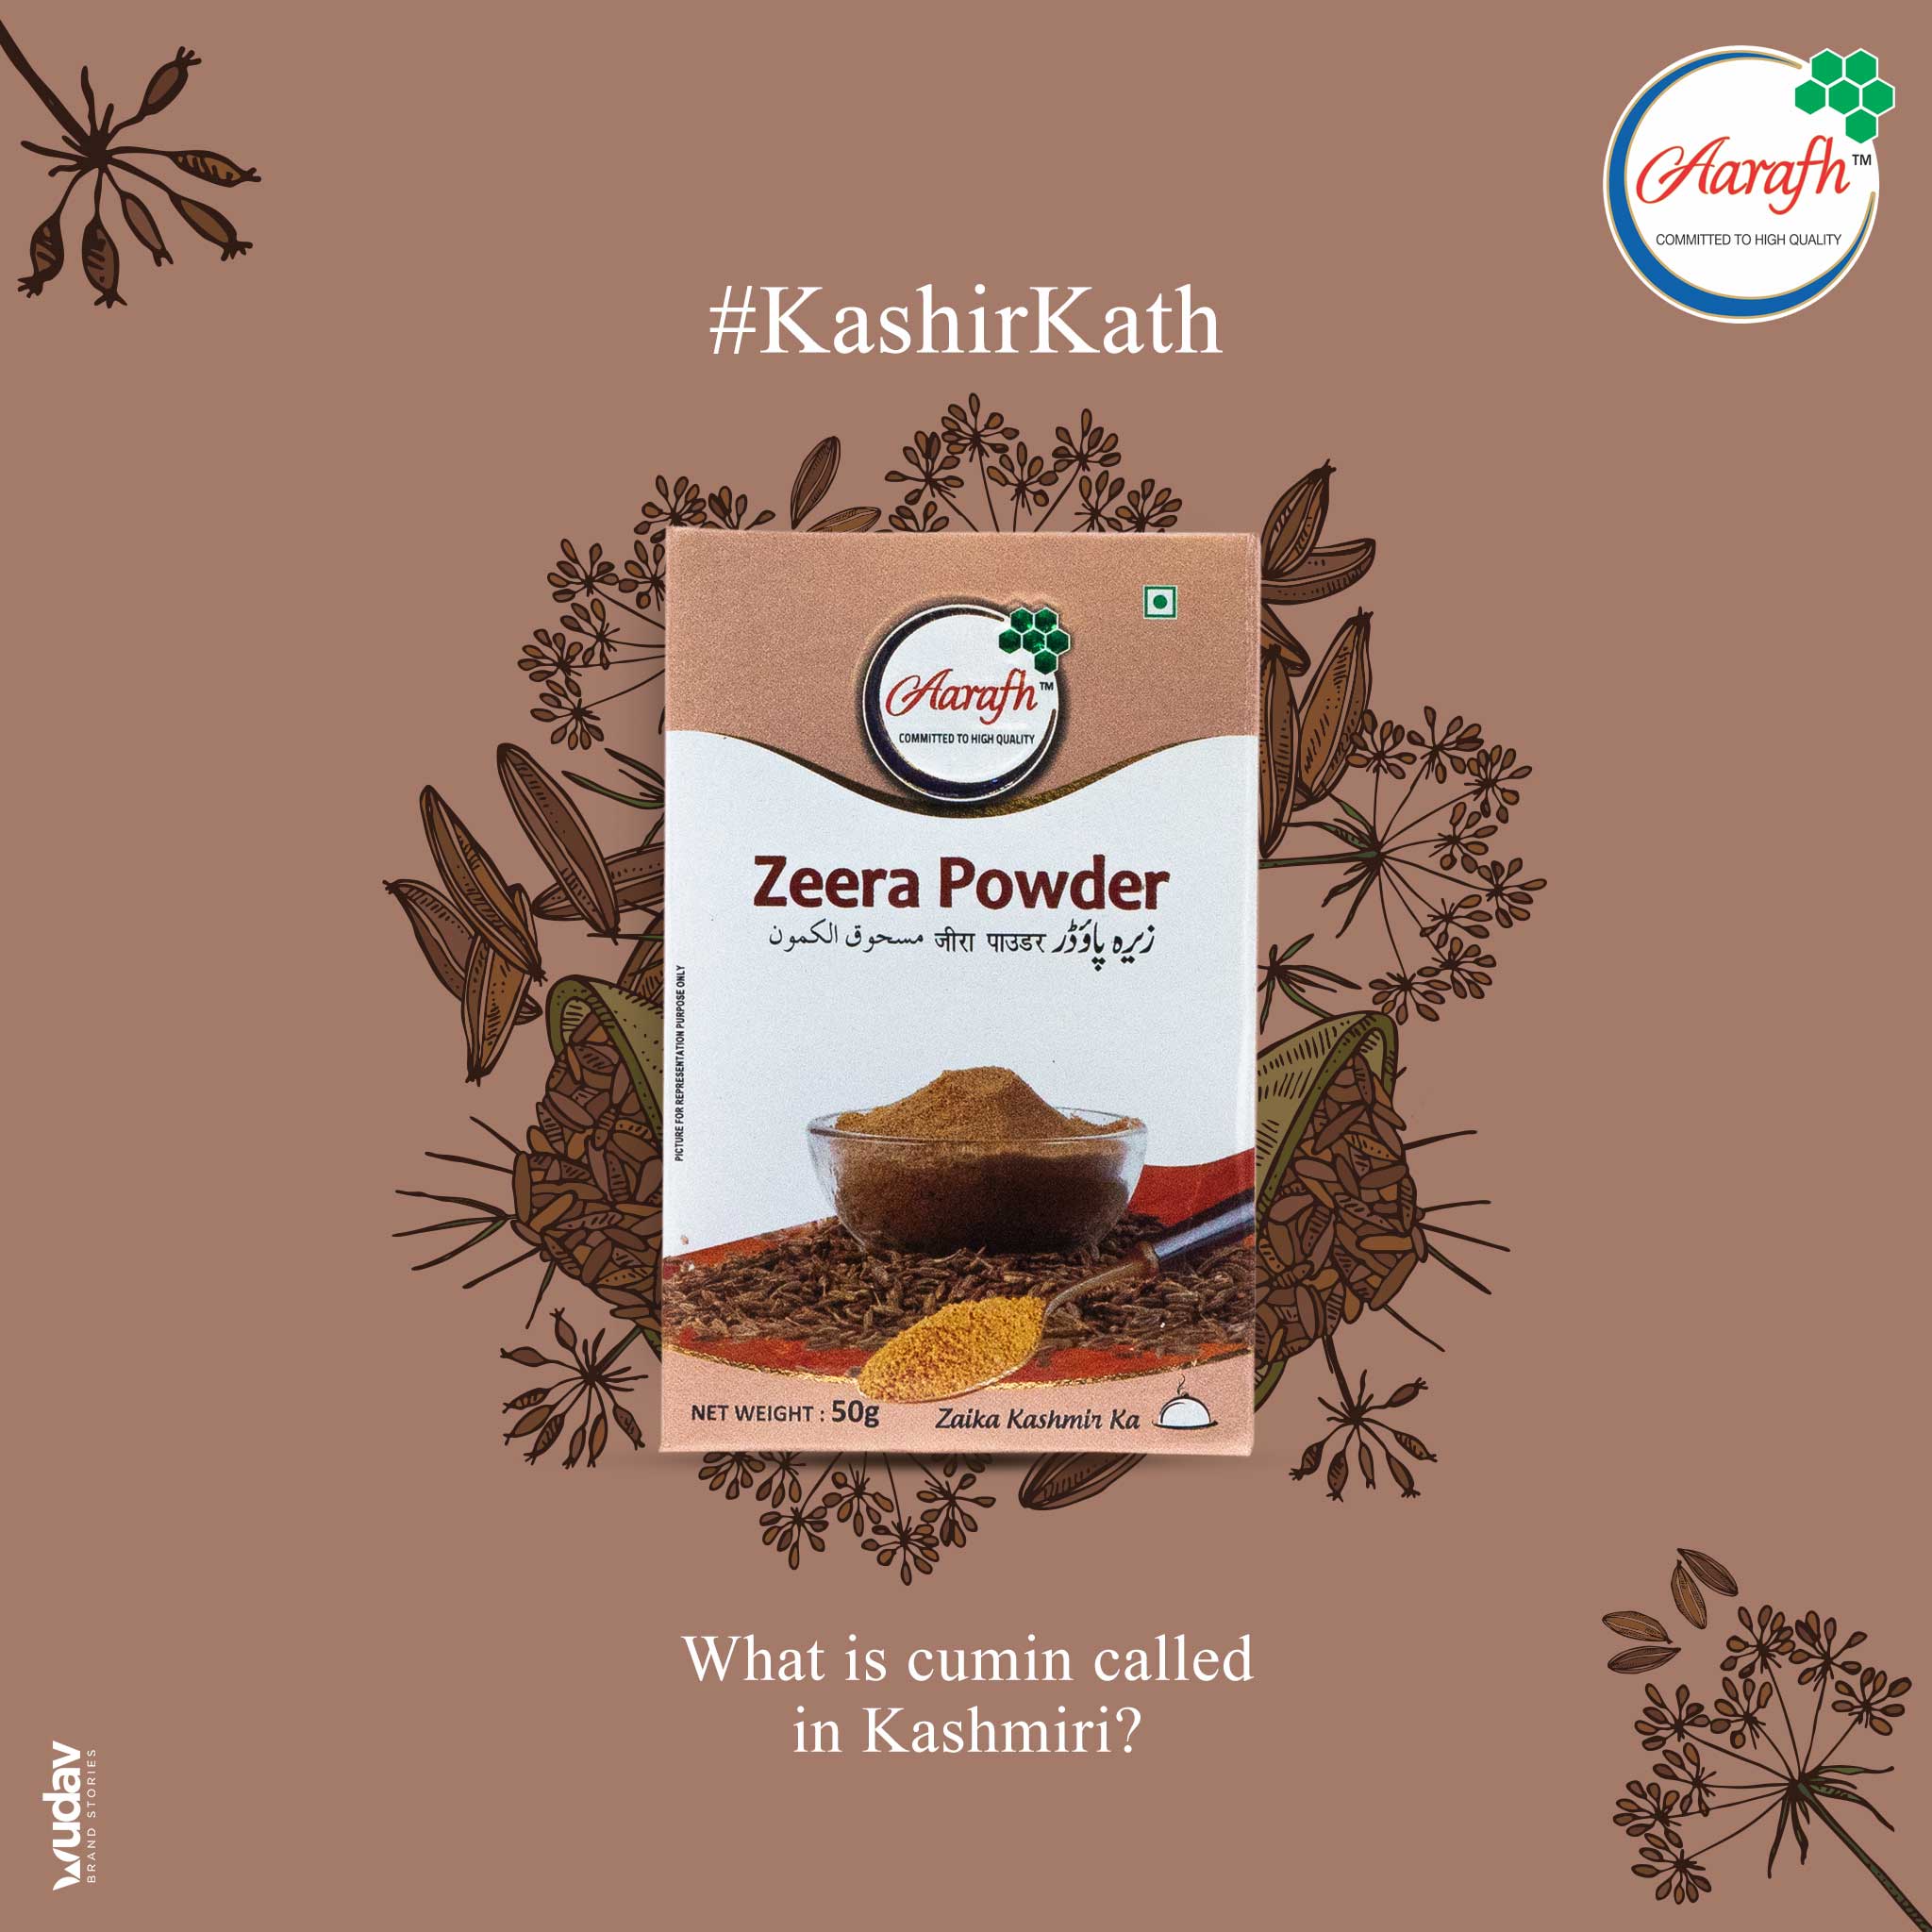 Aarafh™
COMMITTED TO HIGH QUALITY
#KashirKath
Aarafh™
COMMITTED TO HIGH QUALITY
Zeera Powder
زیرہ پاؤڈر जीरा पाउडर مسحوق الكمون
PICTURE FOR REPRESENTATION PURPOSE ONLY
NET WEIGHT : 50g
Zaika Kashmir Ka
What is cumin called
in Kashmiri?
wudav
BRAND STORIES